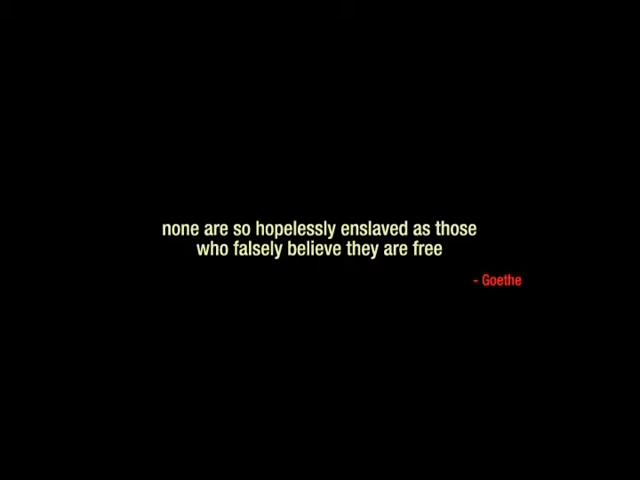 none are so hopelessly enslaved as those
who falsely believe they are free
- Goethe